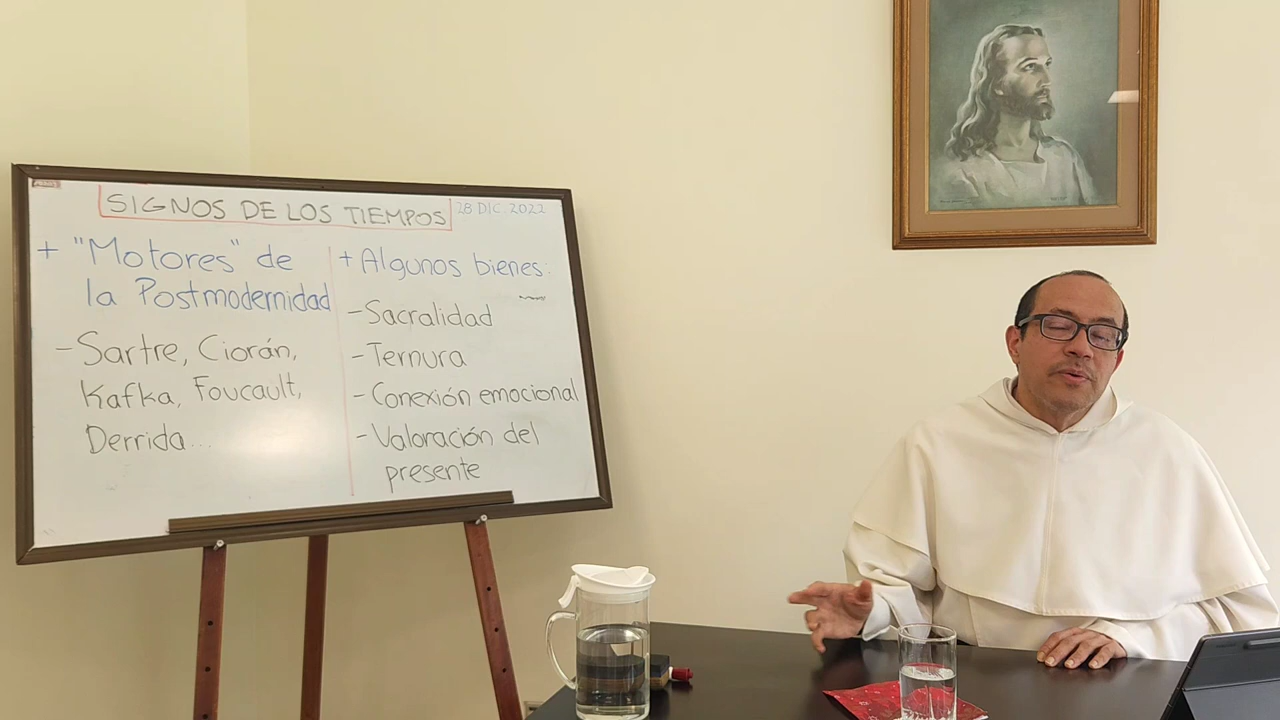 SIGNOS DE LOS TIEMPOS
28 DIC. 2022
+ "Motores" de
la Postmodernidad
- Sartre, Ciorán,
Kafka, Foucault,
Derrida...
+ Algunos bienes:
- Sacralidad
- Ternura
- Conexión emocional
- Valoración del
presente